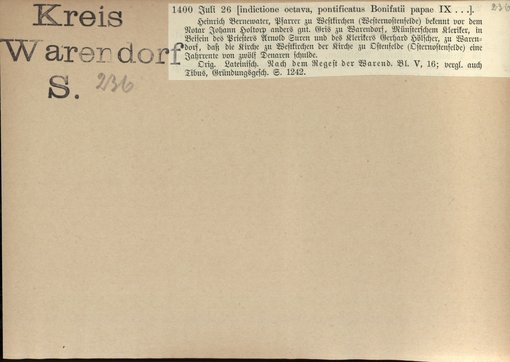 Kreis
Warendorf
S. 236
1400 Juli 26 [indictione octava, pontificatus Bonifatii papae IX . . .]. 236
Heinrich Bernewater, Pfarrer zu Westkirchen (Westernostenfelde) bekennt vor dem
Notar Johann Holtorp anders gnt. Gris zu Warendorf, Münsterschem Kleriker, in
Beisein des Priesters Arnold Suren und des Klerikers Gerhard Hölscher, zu Waren-
dorf, daß die Kirche zu Westkirchen der Kirche zu Ostenfelde (Osternostenfelde) eine
Jahrrente von zwölf Denaren schulde.
Orig. Lateinisch. Nach dem Regest der Warend. Bl. V, 16; vergl. auch
Tibus, Gründungsgesch. S. 1242.